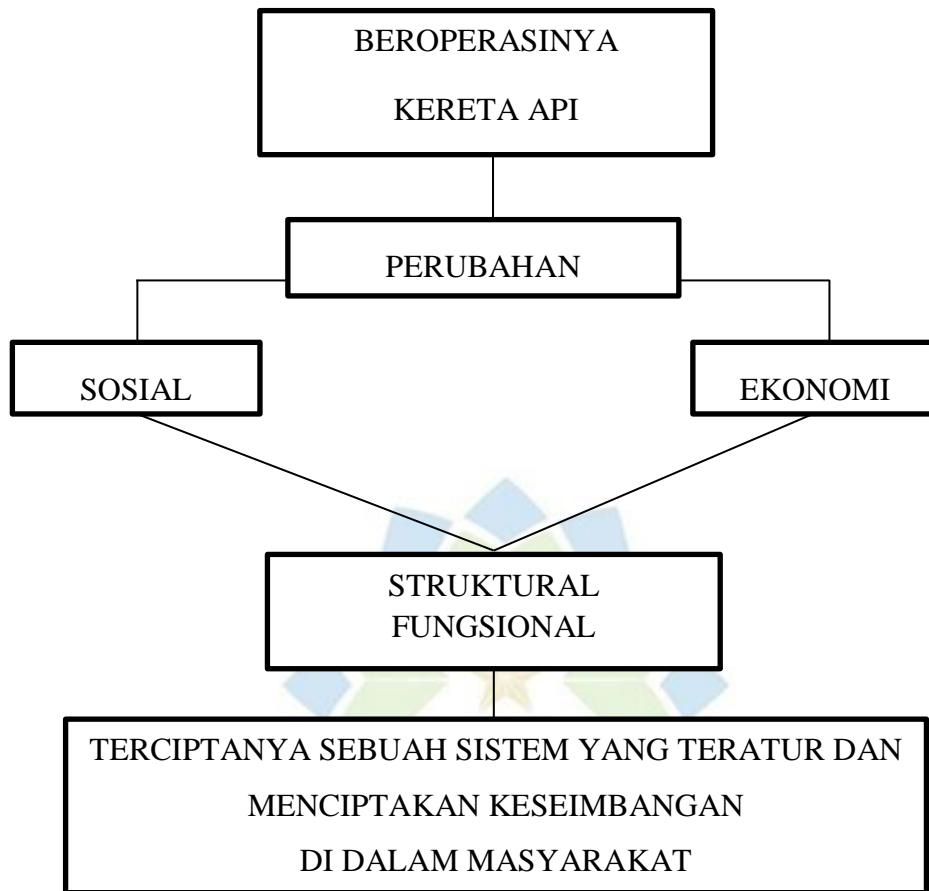 BEROPERASINYA
KERETA API
PERUBAHAN
SOSIAL
EKONOMI
STRUKTURAL
FUNGSIONAL
TERCIPTANYA SEBUAH SISTEM YANG TERATUR DAN
MENCIPTAKAN KESEIMBANGAN
DI DALAM MASYARAKAT